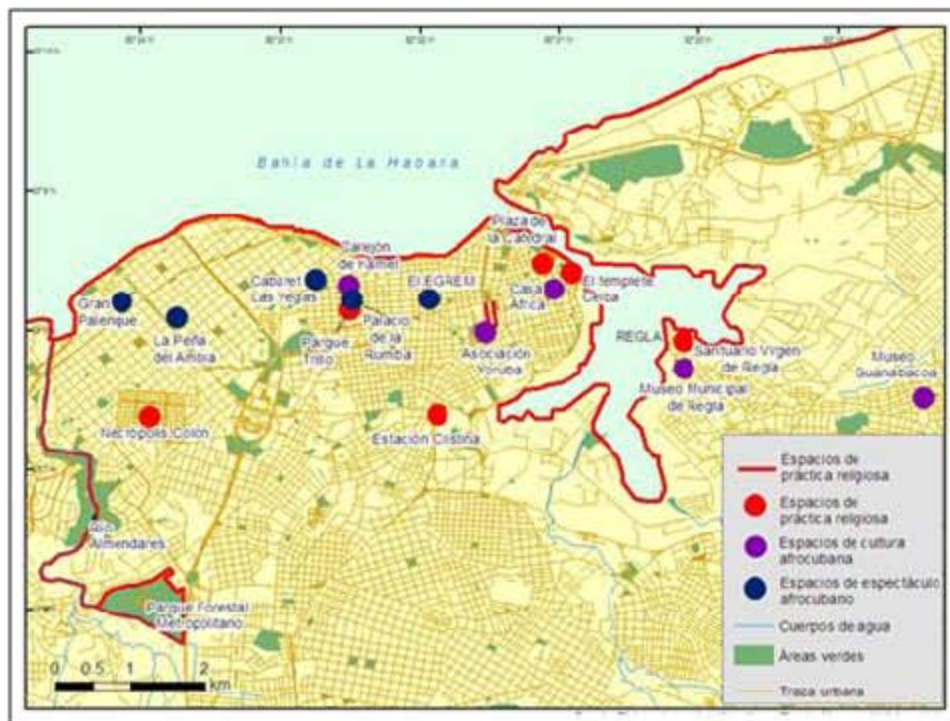 Bahía de La Habana
Plaza de
la Catedral
Callejón
de Hamel
Cabaret
Las Vegas
El EGREM
El templete
Ceiba
Casa
África
Gran
Palenque
La Peña
del Ambia
Parque
Trillo
Palacio
de la
Rumba
Asociación
Yoruba
REGLA
Santuario Virgen
de Regla
Museo Municipal
de Regla
Museo
Guanabacoa
Necrópolis Colón
Estación Cristina
Almendares
Parque Forestal
Metropolitano
0 0.5 1 2
km
Espacios de
práctica relgiosa
Espacios de
práctica relgiosa
Espacios de cultura
afrocubana
Espacios de espectáculo
afrocubano
Cuerpos de agua
Áreas verdes
Traza urbana